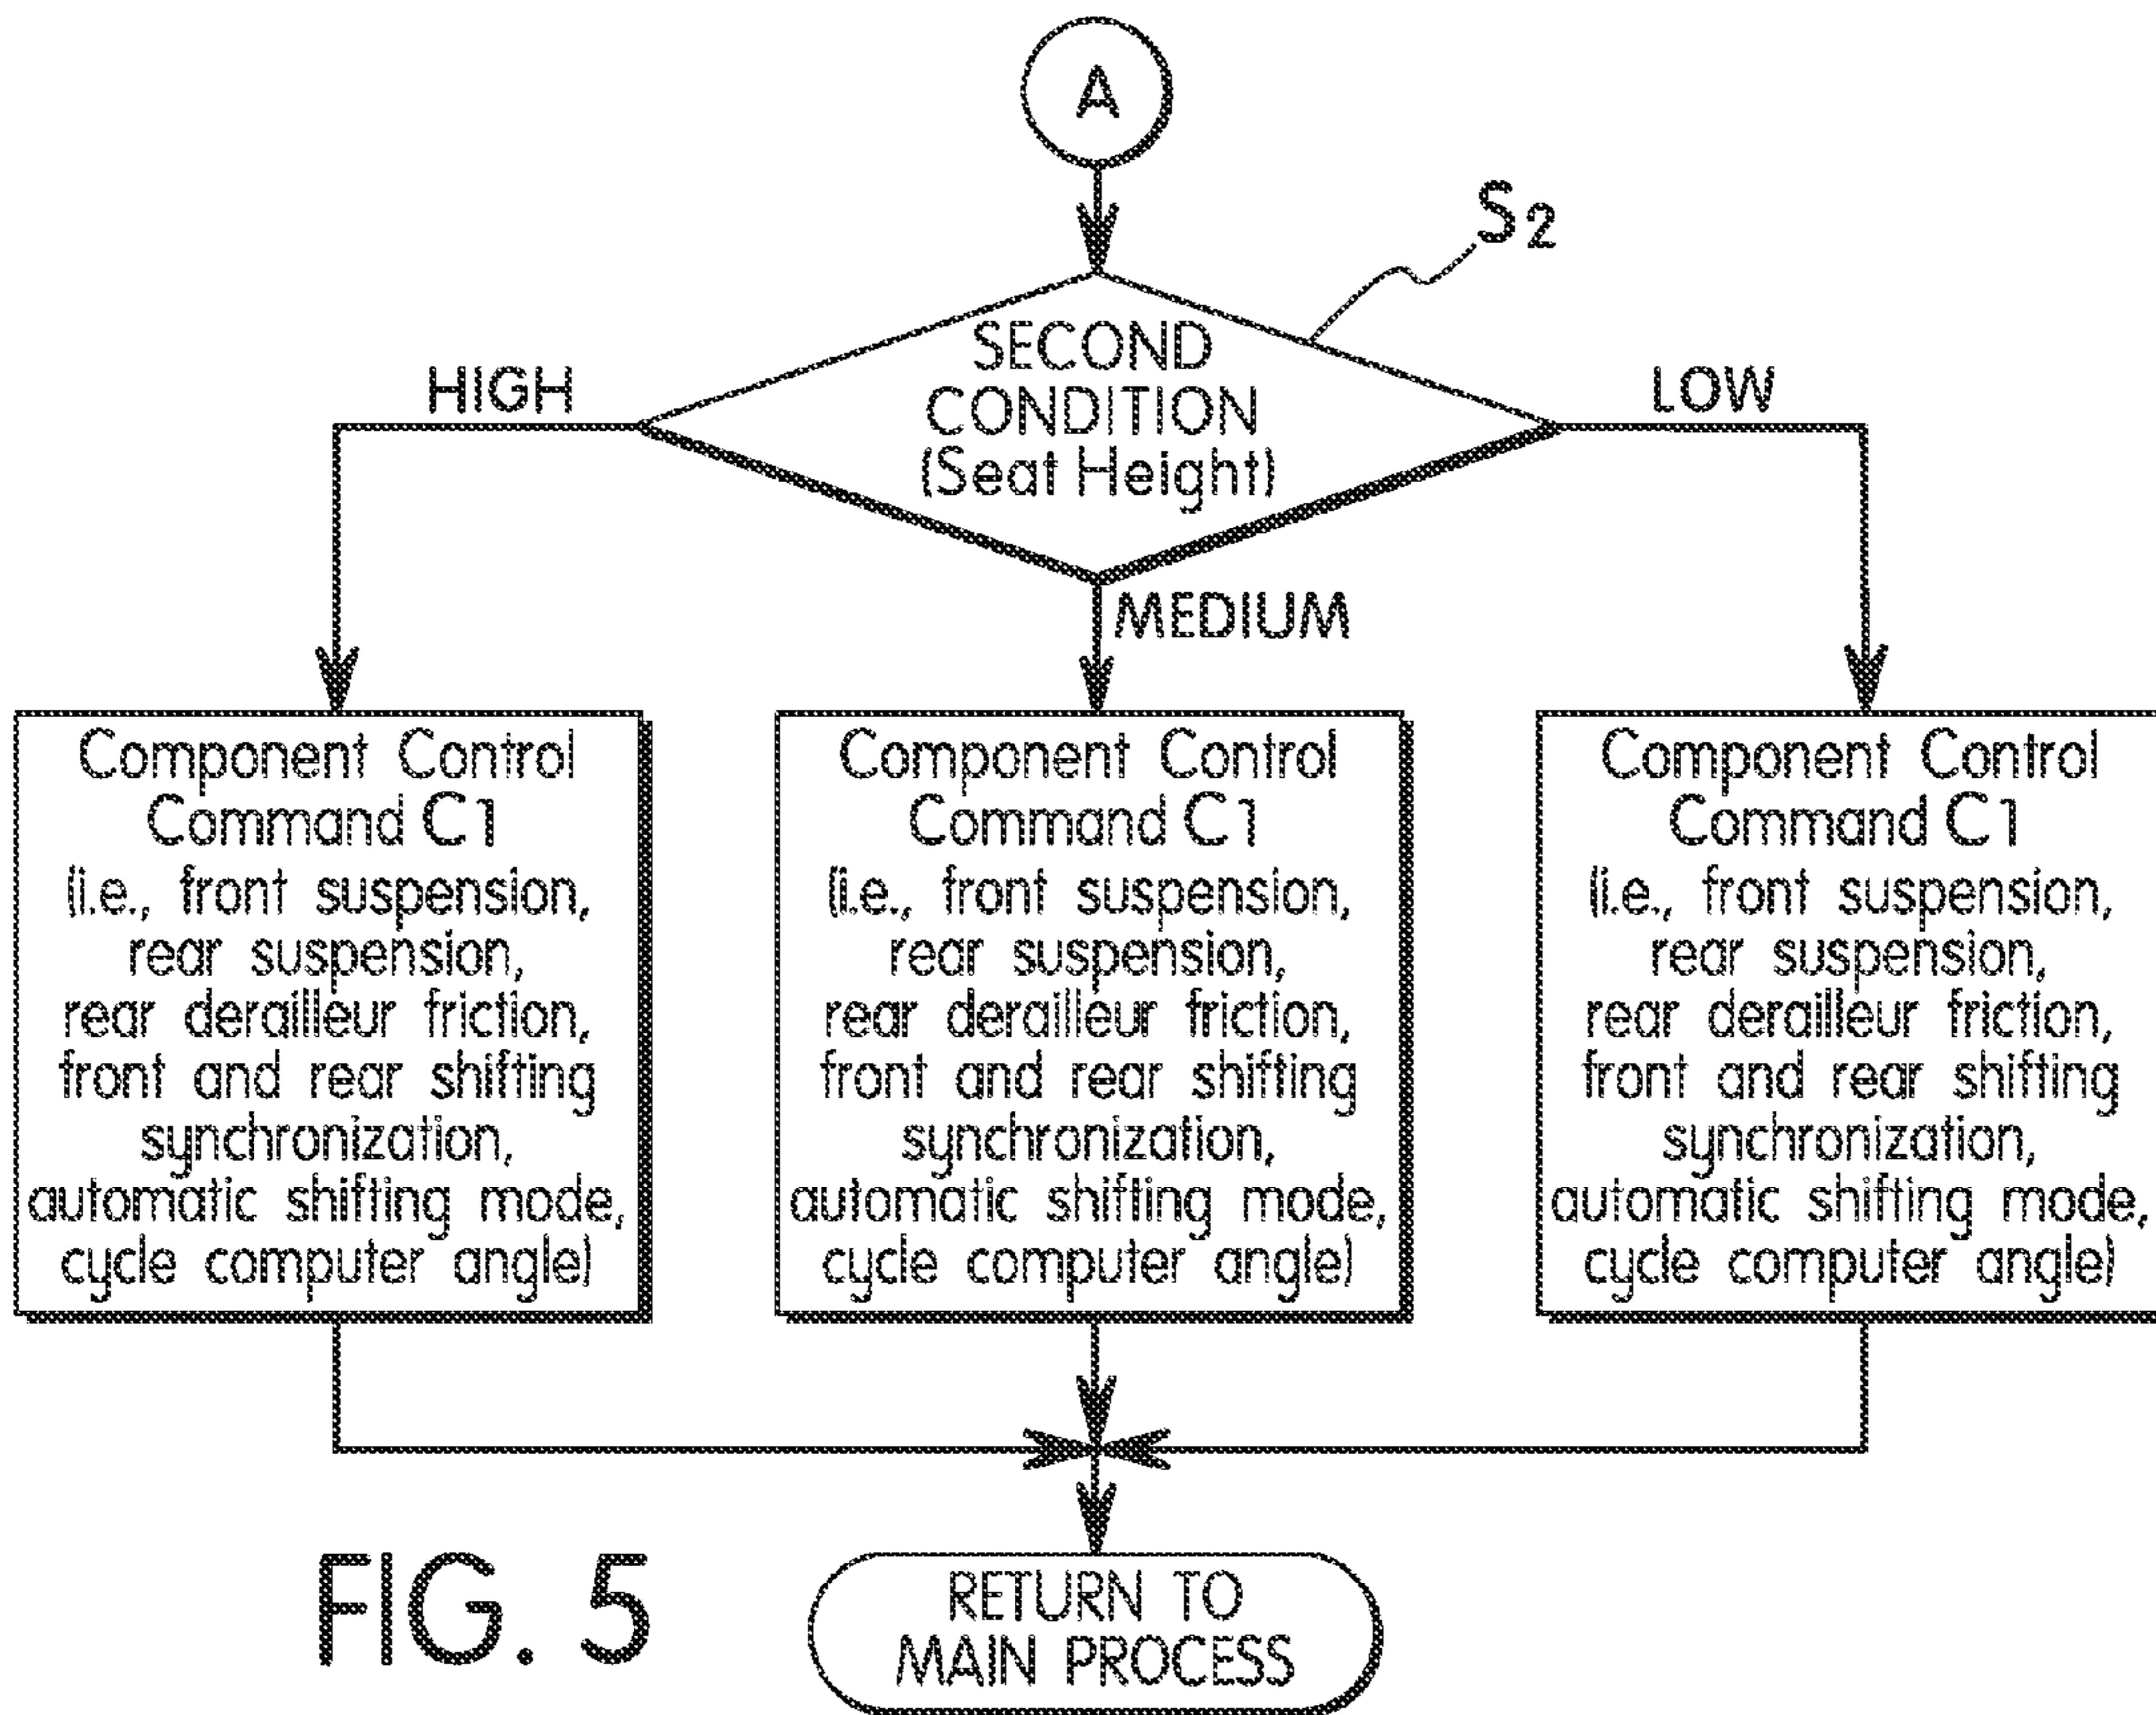 A
S2
SECOND
CONDITION
(Seat Height)
HIGH
LOW
MEDIUM
Component Control
Command C1
(i.e., front suspension,
rear suspension,
rear derailleur friction,
front and rear shifting
synchronization,
automatic shifting mode,
cycle computer angle)
Component Control
Command C1
(i.e., front suspension,
rear suspension,
rear derailleur friction,
front and rear shifting
synchronization,
automatic shifting mode,
cycle computer angle)
Component Control
Command C1
(i.e., front suspension,
rear suspension,
rear derailleur friction,
front and rear shifting
synchronization,
automatic shifting mode,
cycle computer angle)
RETURN TO
MAIN PROCESS
FIG. 5